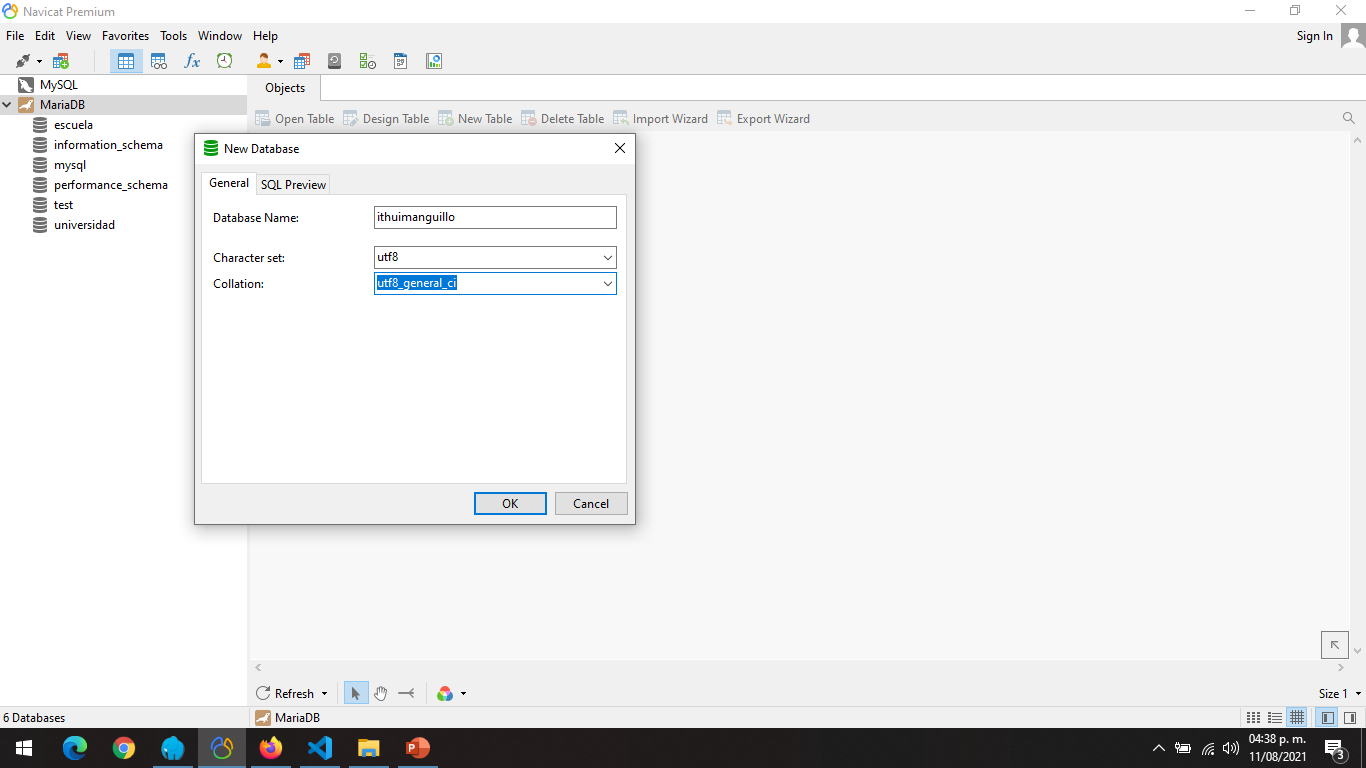 Navicat Premium
File Edit View Favorites Tools Window Help Sign In
MySQL
MariaDB
escuela
information_schema
mysql
performance_schema
test
universidad
Objects
Open Table Design Table New Table Delete Table Import Wizard Export Wizard
New Database
General SQL Preview
Database Name: ithuimanguillo
Character set: utf8
Collation: utf8_general_ci
OK Cancel
Refresh Size 1
6 Databases MariaDB
04:38 p. m.
11/08/2021
3